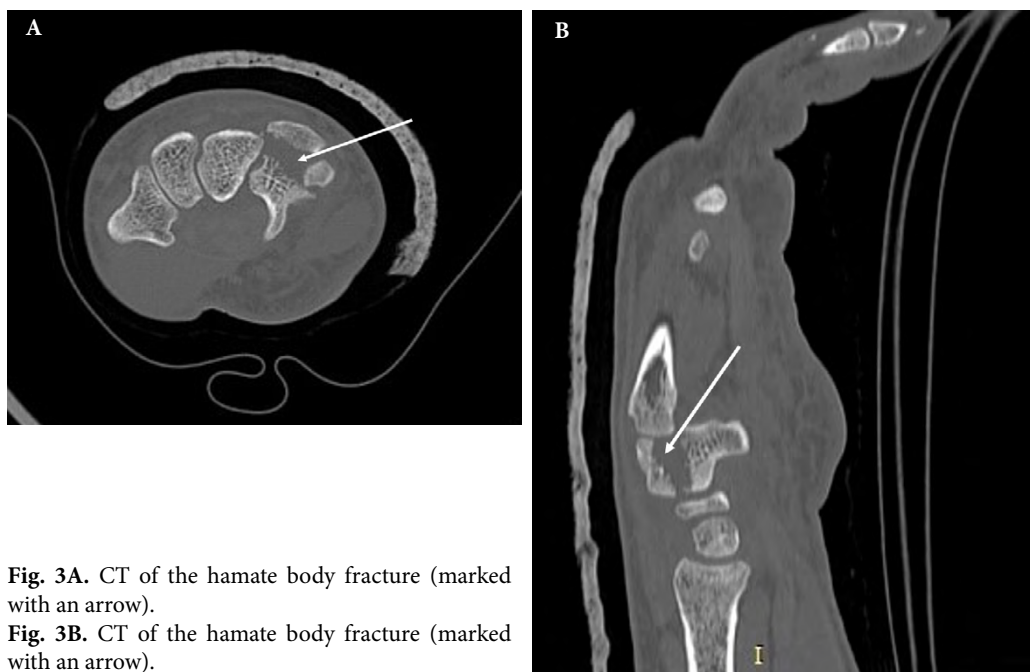 A
B
I
Fig. 3A. CT of the hamate body fracture (marked
with an arrow).
Fig. 3B. CT of the hamate body fracture (marked
with an arrow).